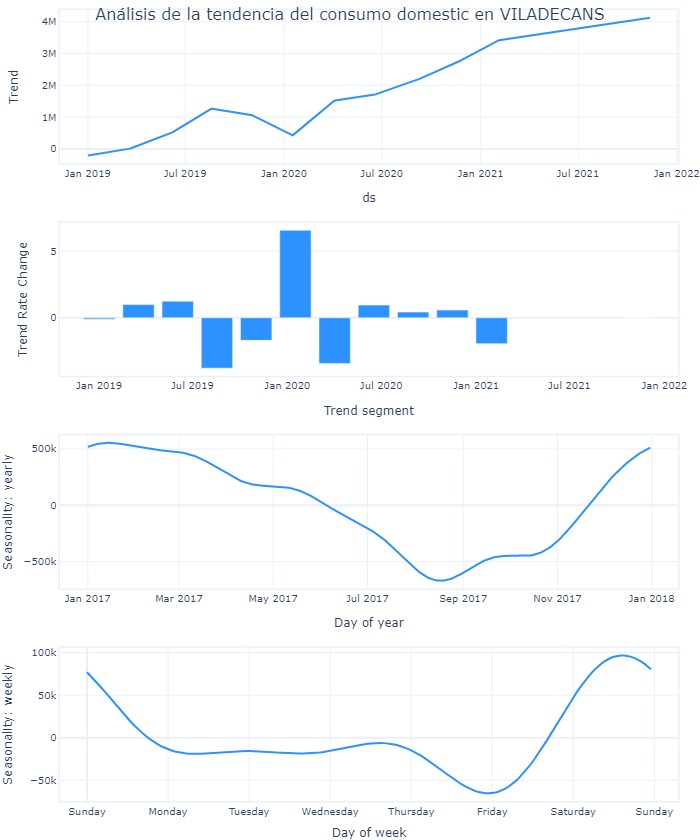 Análisis de la tendencia del consumo domestic en VILADECANS
4M
3M
2M
1M
0
Trend
Jan 2019 Jul 2019 Jan 2020 Jul 2020 Jan 2021 Jul 2021 Jan 2022
ds
5
0
Trend Rate Change
Jan 2019 Jul 2019 Jan 2020 Jul 2020 Jan 2021 Jul 2021 Jan 2022
Trend segment
500k
0
−500k
Seasonality: yearly
Jan 2017 Mar 2017 May 2017 Jul 2017 Sep 2017 Nov 2017 Jan 2018
Day of year
100k
50k
0
−50k
Seasonality: weekly
Sunday Monday Tuesday Wednesday Thursday Friday Saturday Sunday
Day of week